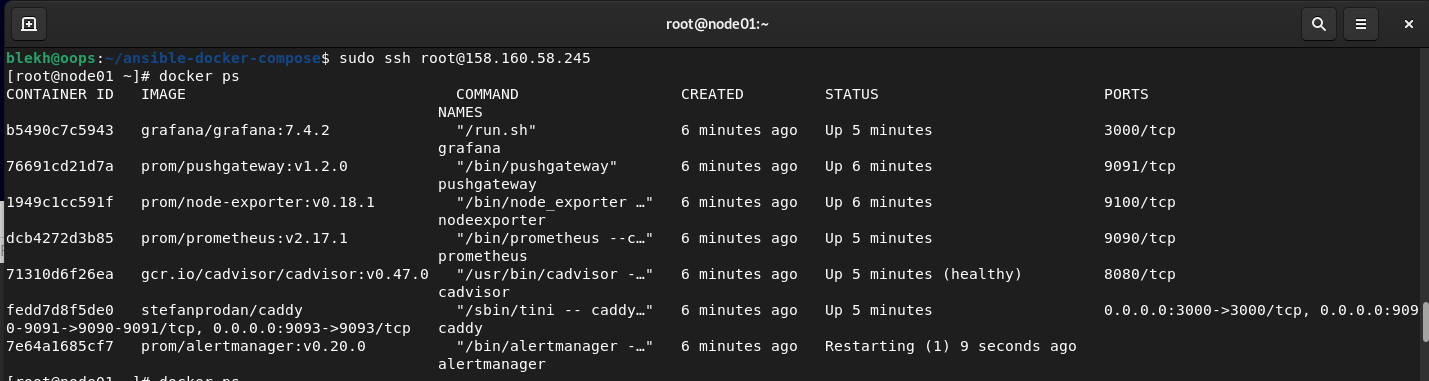 root@node01:~
blekh@oops:~/ansible-docker-compose$ sudo ssh root@158.160.58.245
[root@node01 ~]# docker ps
CONTAINER ID   IMAGE                              COMMAND                  CREATED         STATUS                         PORTS
NAMES
b5490c7c5943   grafana/grafana:7.4.2              "/run.sh"                6 minutes ago   Up 5 minutes                   3000/tcp
grafana
76691cd21d7a   prom/pushgateway:v1.2.0            "/bin/pushgateway"       6 minutes ago   Up 6 minutes                   9091/tcp
pushgateway
1949c1cc591f   prom/node-exporter:v0.18.1         "/bin/node_exporter …"   6 minutes ago   Up 6 minutes                   9100/tcp
nodeexporter
dcb4272d3b85   prom/prometheus:v2.17.1            "/bin/prometheus --c…"   6 minutes ago   Up 5 minutes                   9090/tcp
prometheus
71310d6f26ea   gcr.io/cadvisor/cadvisor:v0.47.0   "/usr/bin/cadvisor -…"   6 minutes ago   Up 5 minutes (healthy)         8080/tcp
cadvisor
fedd7d8f5de0   stefanprodan/caddy                 "/sbin/tini -- caddy…"   6 minutes ago   Up 5 minutes                   0.0.0.0:3000->3000/tcp, 0.0.0.0:909
0-9091->9090-9091/tcp, 0.0.0.0:9093->9093/tcp   caddy
7e64a1685cf7   prom/alertmanager:v0.20.0          "/bin/alertmanager -…"   6 minutes ago   Restarting (1) 9 seconds ago
alertmanager
[root@node01 ~]# docker ps